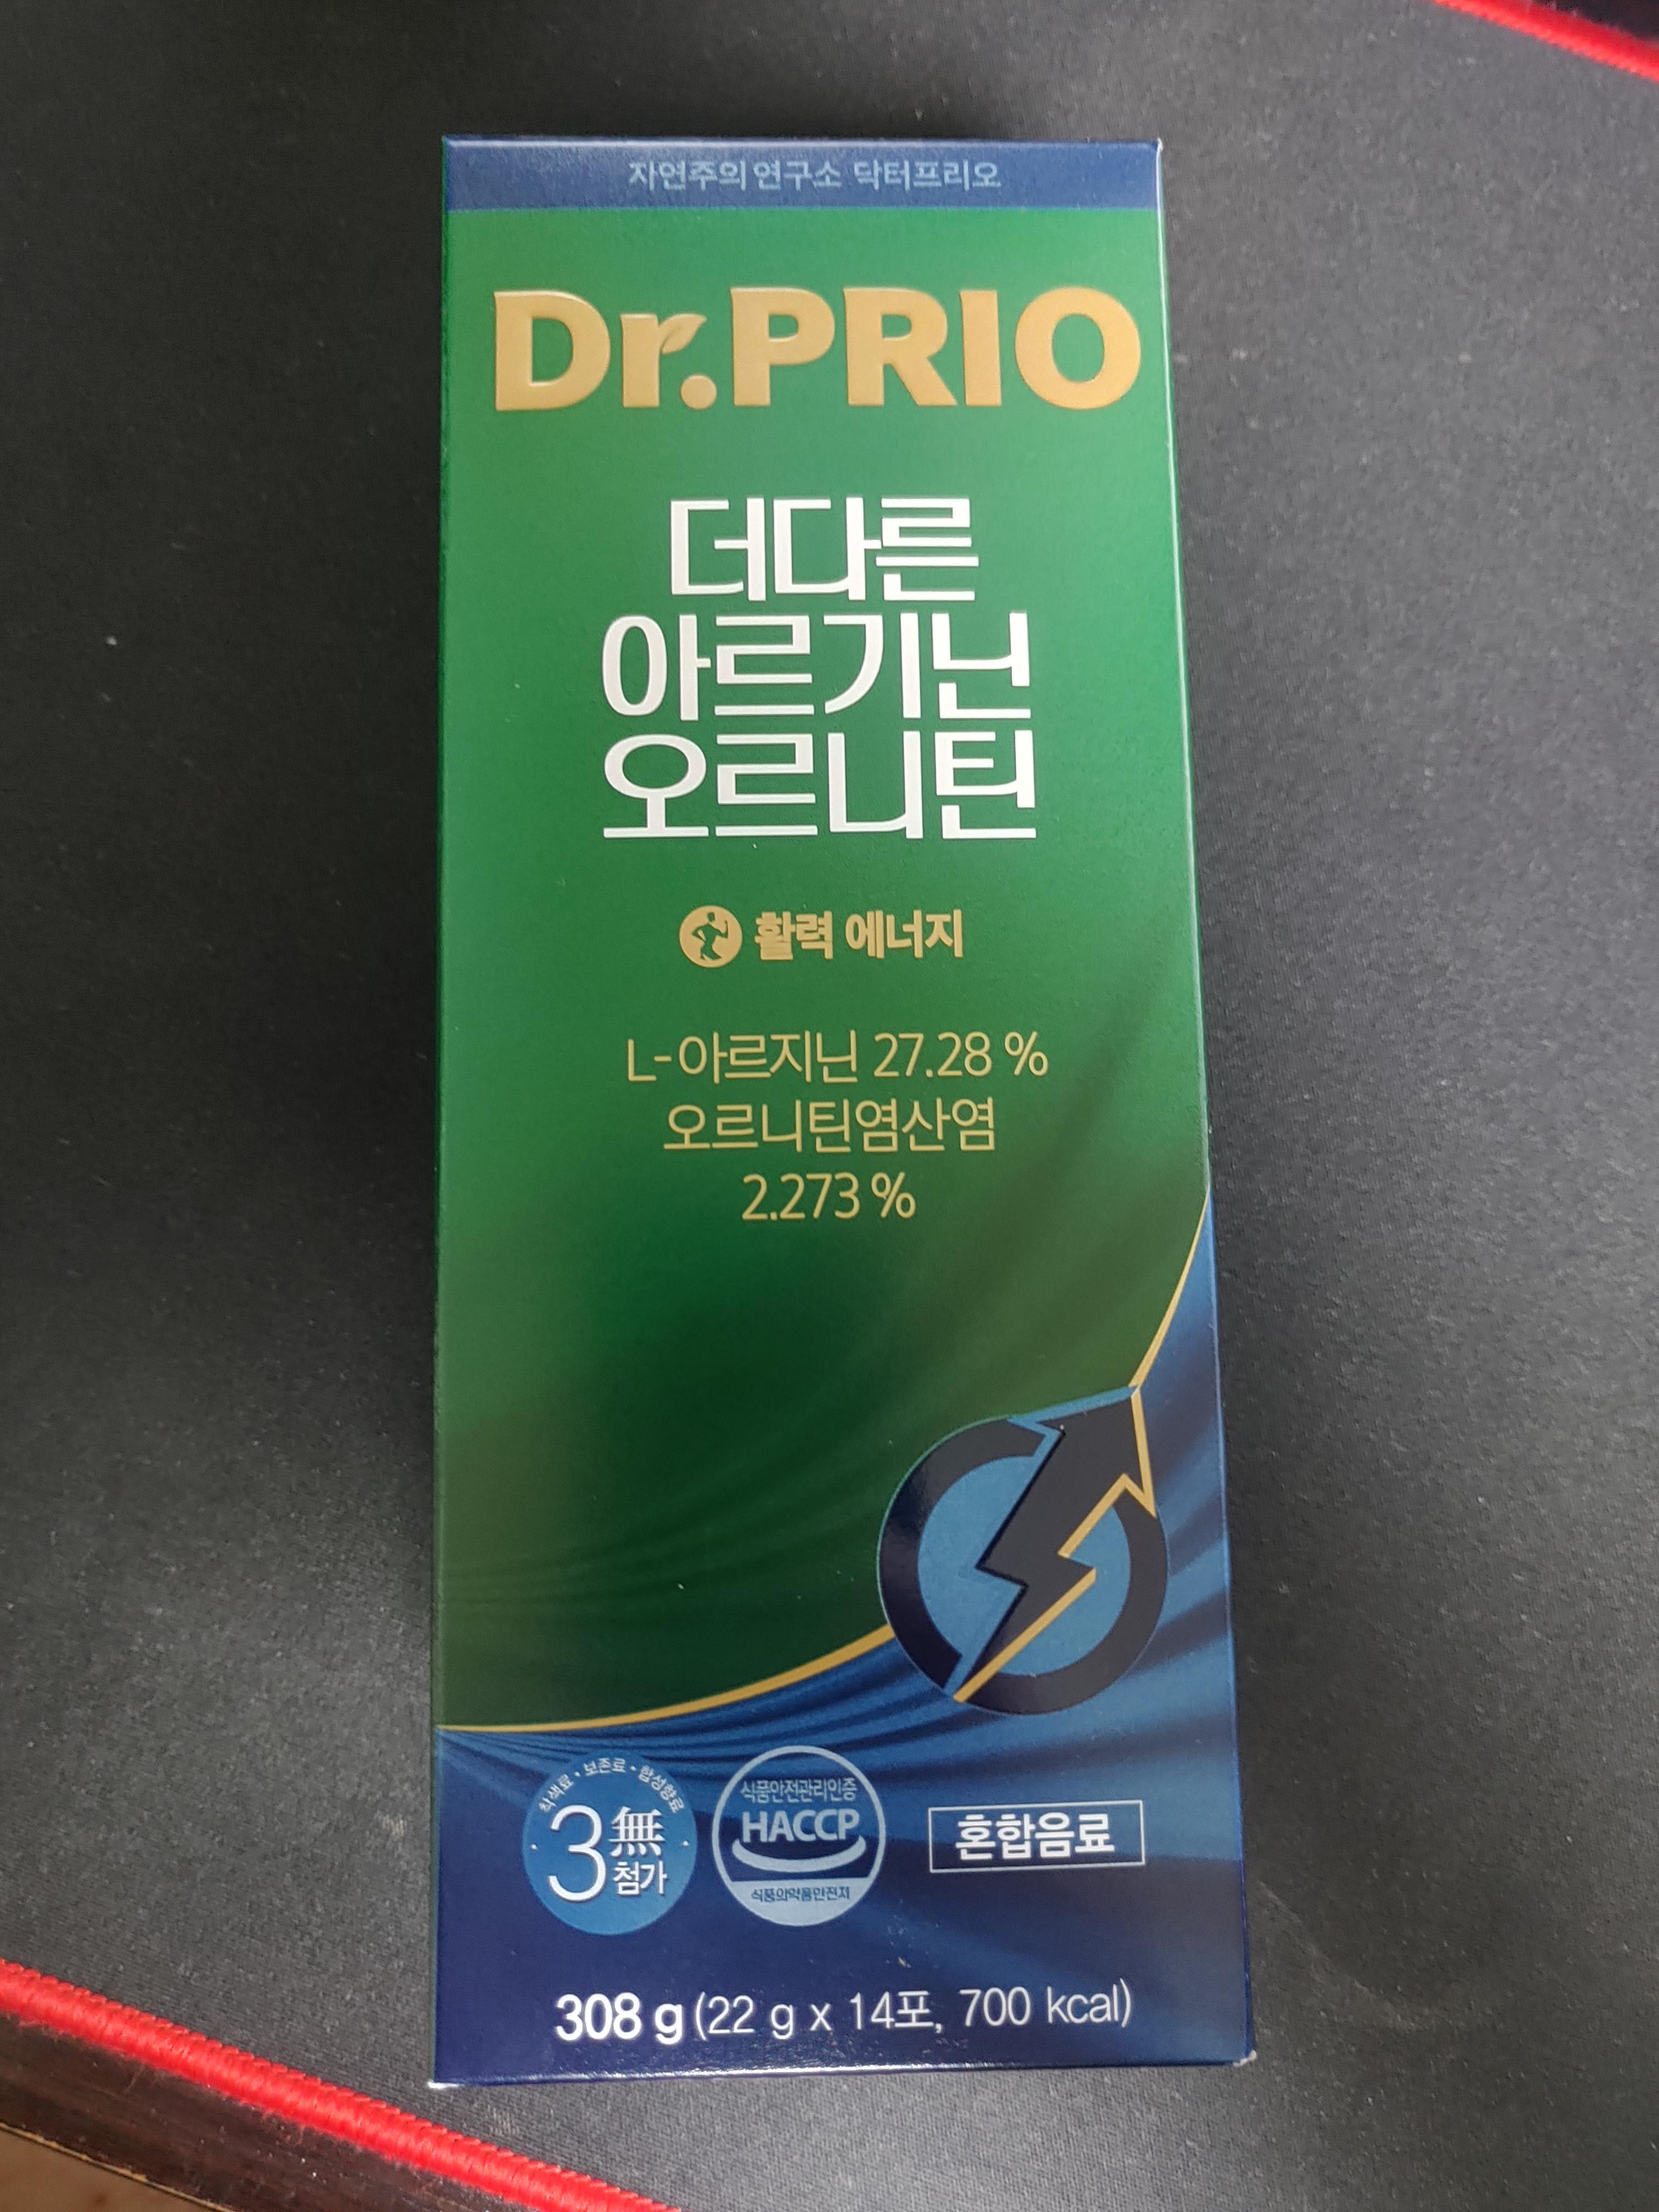 자연주의 연구소 닥터프리오
Dr.PRIO
더다른
아르기닌
오르니틴
활력 에너지
L-아르지닌 27.28 %
오르니틴염산염
2.273 %
착색료 • 보존료 • 합성향료
3無
첨가
식품안전관리인증
HACCP
식품의약품안전처
혼합음료
308 g (22 g x 14포, 700 kcal)